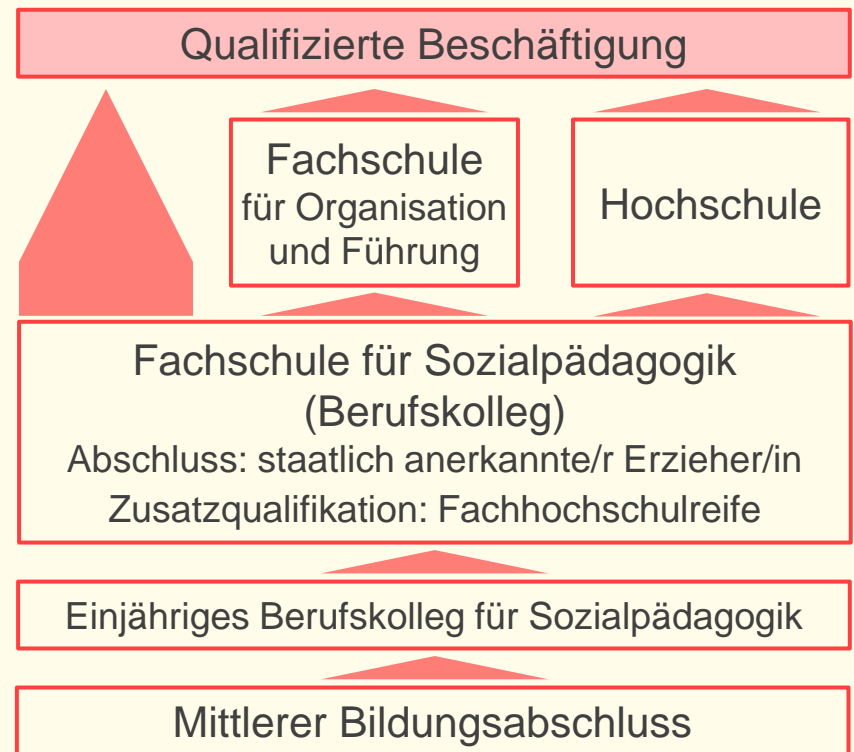 Qualifizierte Beschäftigung
Fachschule
für Organisation
und Führung
Hochschule
Fachschule für Sozialpädagogik
(Berufskolleg)
Abschluss: staatlich anerkannte/r Erzieher/in
Zusatzqualifikation: Fachhochschulreife
Einjähriges Berufskolleg für Sozialpädagogik
Mittlerer Bildungsabschluss